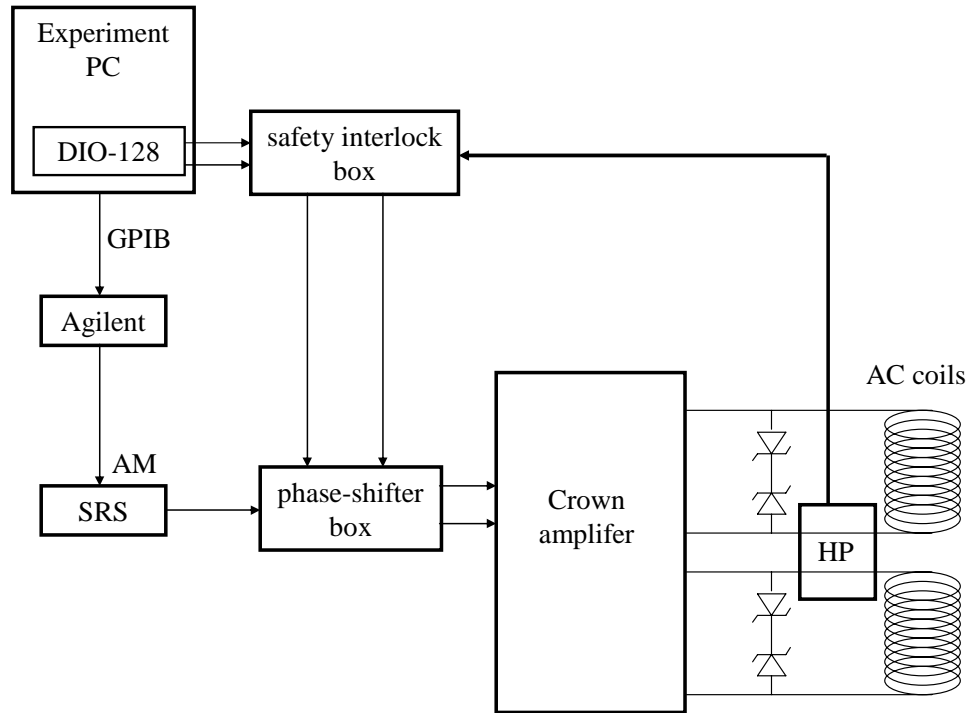 Experiment
PC
DIO-128
safety interlock
box
GPIB
Agilent
AC coils
AM
SRS
phase-shifter
box
Crown
amplifer
HP